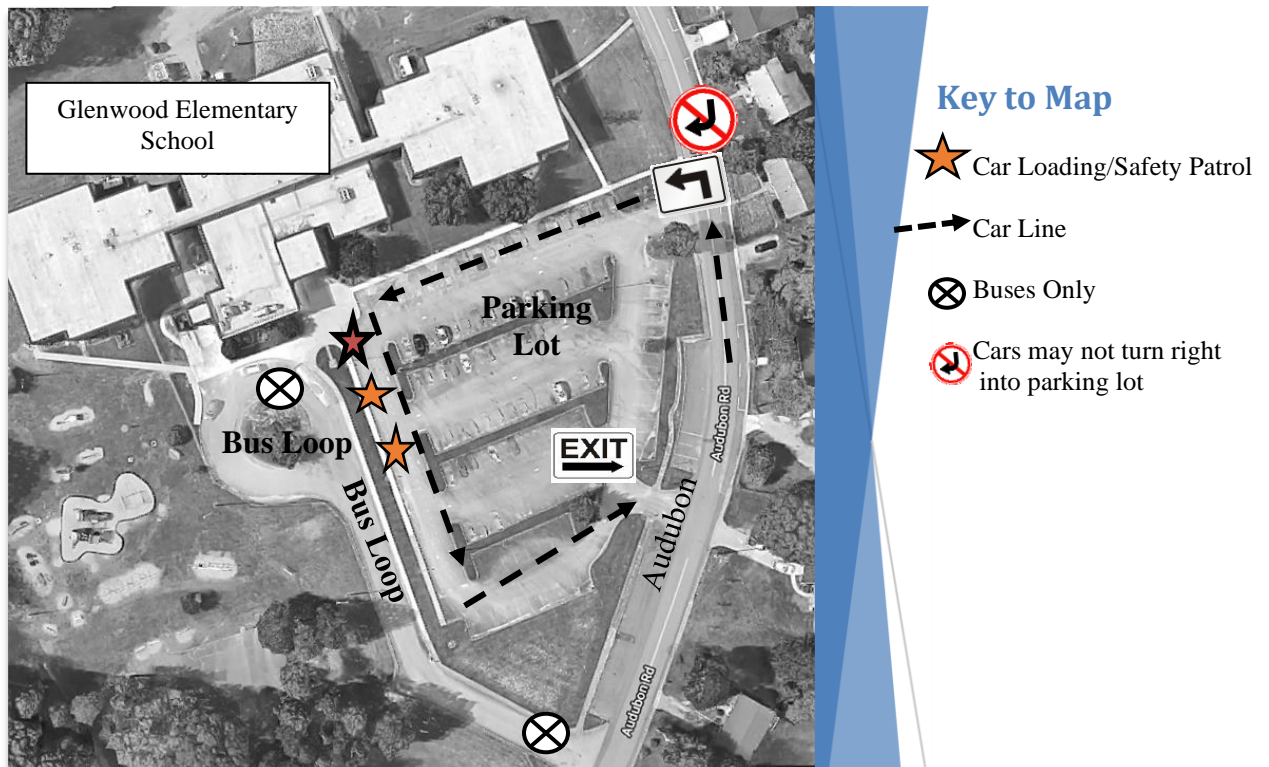 Glenwood Elementary
School
Parking
Lot
Bus Loop
Bus Loop
EXIT
Audubon Rd
Audubon
Audubon Rd
Key to Map
Car Loading/Safety Patrol
Car Line
Buses Only
Cars may not turn right
into parking lot